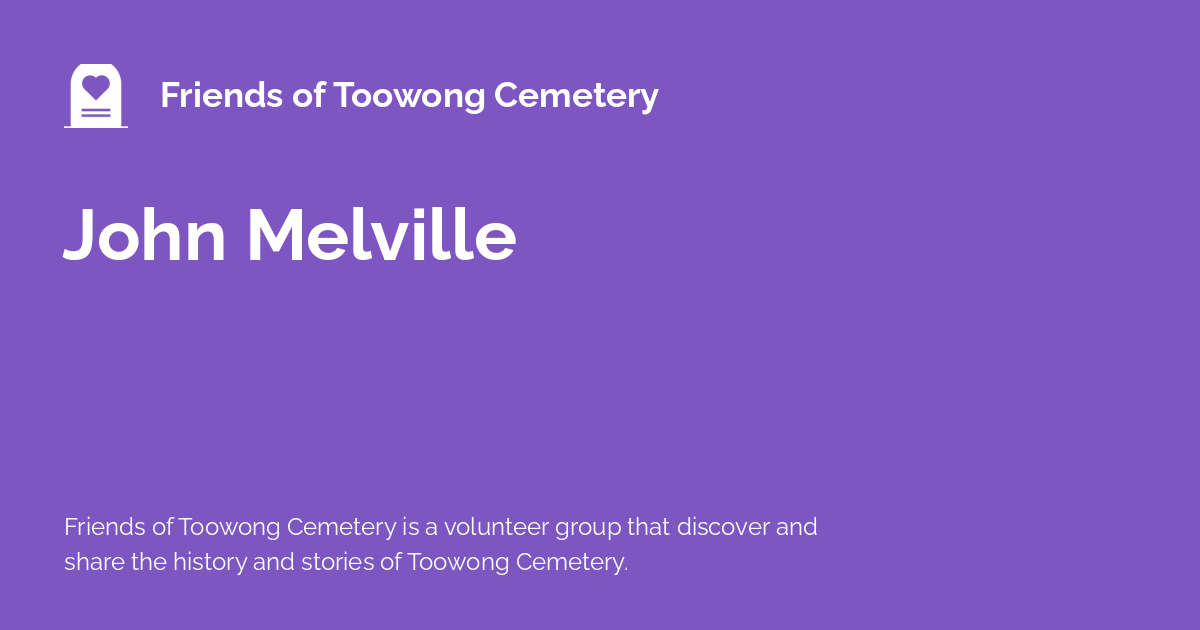 Friends of Toowong Cemetery
John Melville
Friends of Toowong Cemetery is a volunteer group that discover and
share the history and stories of Toowong Cemetery.